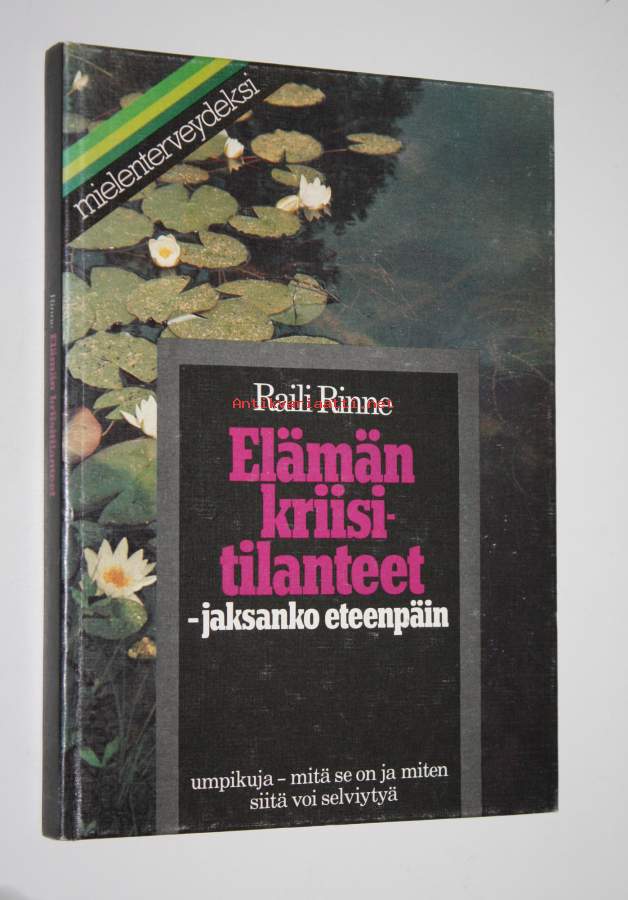 mielenterveydeksi
Raili Rinne
Antikvariaatti.net
Elämän
kriisi-
tilanteet
-jaksanko eteenpäin
umpikuja – mitä se on ja miten
siitä voi selviytyä
Rinne: Elämän kriisitilanteet